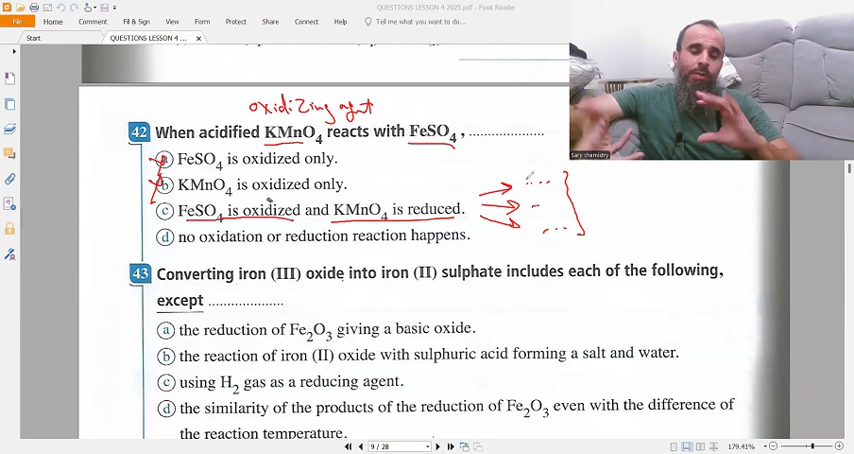 QUESTIONS LESSON 4 2025.pdf - Foxit Reader
File Home Comment Fill & Sign View Form Protect Share Connect Help Tell me what you want to do...
Start QUESTIONS LESSON 4 ...
oxidizing agent
42 When acidified KMnO4 reacts with FeSO4, ....................
a FeSO4 is oxidized only.
b KMnO4 is oxidized only.
c FeSO4 is oxidized and KMnO4 is reduced.
d no oxidation or reduction reaction happens.
43 Converting iron (III) oxide into iron (II) sulphate includes each of the following,
except ....................
a the reduction of Fe2O3 giving a basic oxide.
b the reaction of iron (II) oxide with sulphuric acid forming a salt and water.
c using H2 gas as a reducing agent.
d the similarity of the products of the reduction of Fe2O3 even with the difference of
the reaction temperature.
Sary chemistry
9 / 28
179.41%